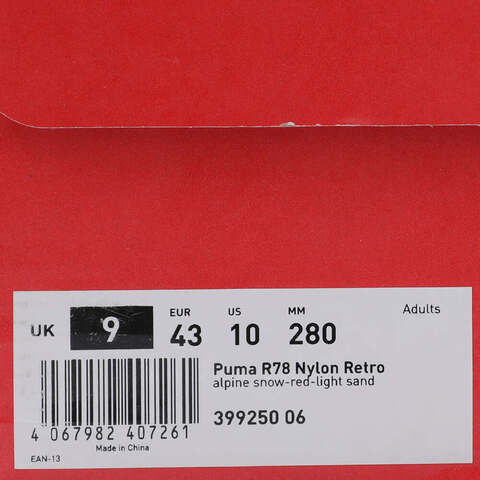 EUR US MM Adults
UK 9 43 10 280
Puma R78 Nylon Retro
alpine snow-red-light sand
399250 06
4 067982 407261
Made in China
EAN-13